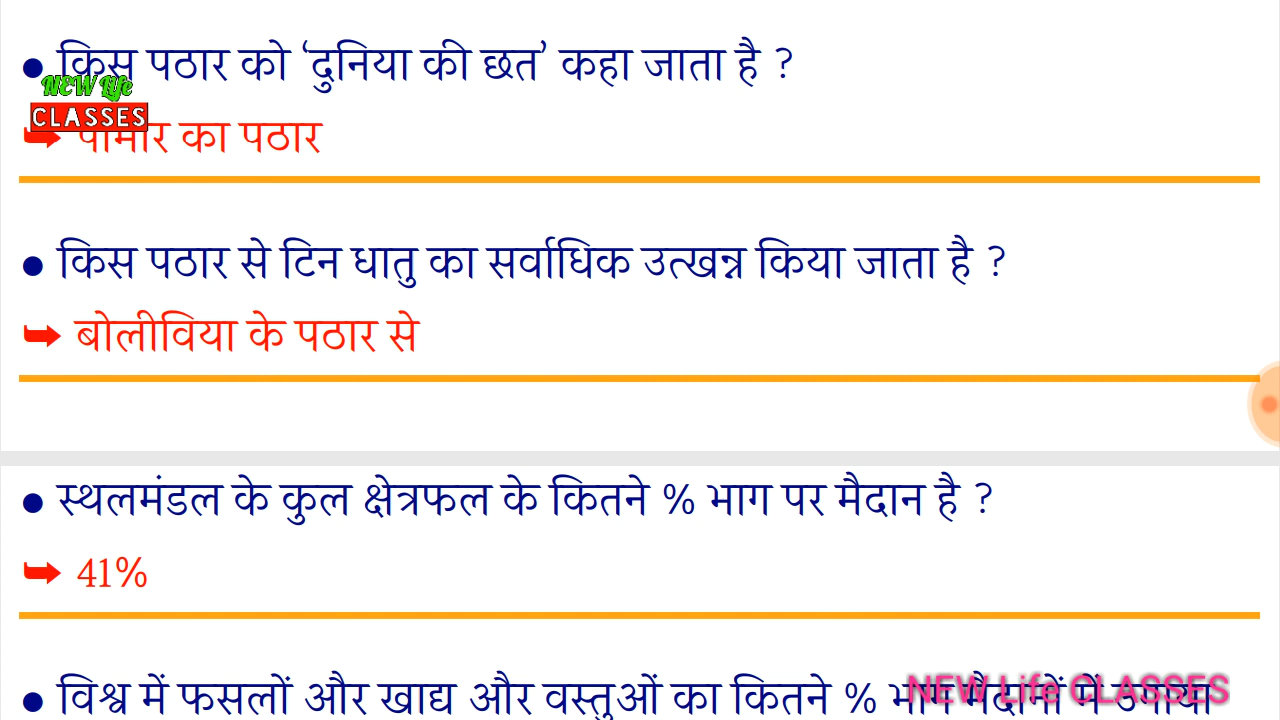 ● किस पठार को ‘दुनिया की छत’ कहा जाता है ?
NEW Life
CLASSES
➥ पामीर का पठार
● किस पठार से टिन धातु का सर्वाधिक उत्खन्न किया जाता है ?
➥ बोलीविया के पठार से
● स्थलमंडल के कुल क्षेत्रफल के कितने % भाग पर मैदान है ?
➥ 41%
● विश्व में फसलों और खाद्य और वस्तुओं का कितने % भाग मैदानों में उगाया
NEW Life CLASSES